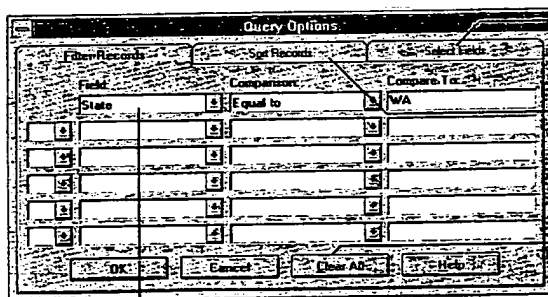 Query Options
Filter Records Sort Records Select Fields
Field: Comparison: Compare To:
State Equal to WA
OK Cancel Clear All Help